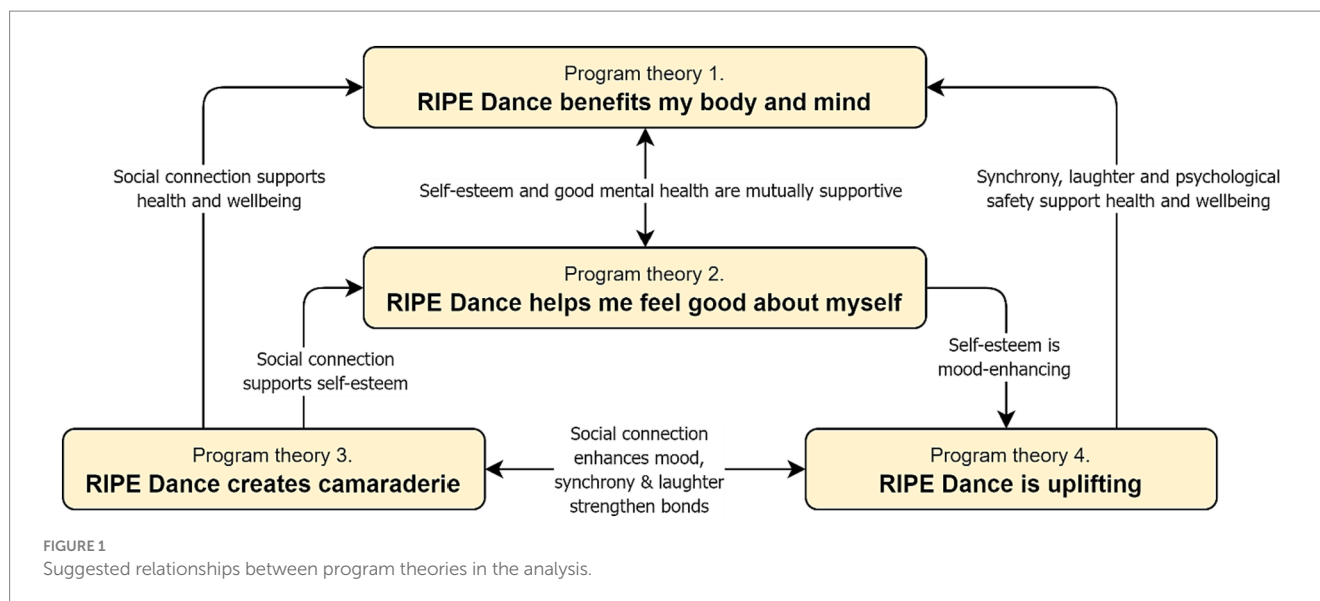 Program theory 1.
RIPE Dance benefits my body and mind
Social connection supports
health and wellbeing
Self-esteem and good mental health are mutually supportive
Synchrony, laughter and psychological
safety support health and wellbeing
Program theory 2.
RIPE Dance helps me feel good about myself
Social connection
supports self-esteem
Self-esteem is
mood-enhancing
Program theory 3.
RIPE Dance creates camaraderie
Social connection
enhances mood,
synchrony & laughter
strengthen bonds
Program theory 4.
RIPE Dance is uplifting
FIGURE 1
Suggested relationships between program theories in the analysis.